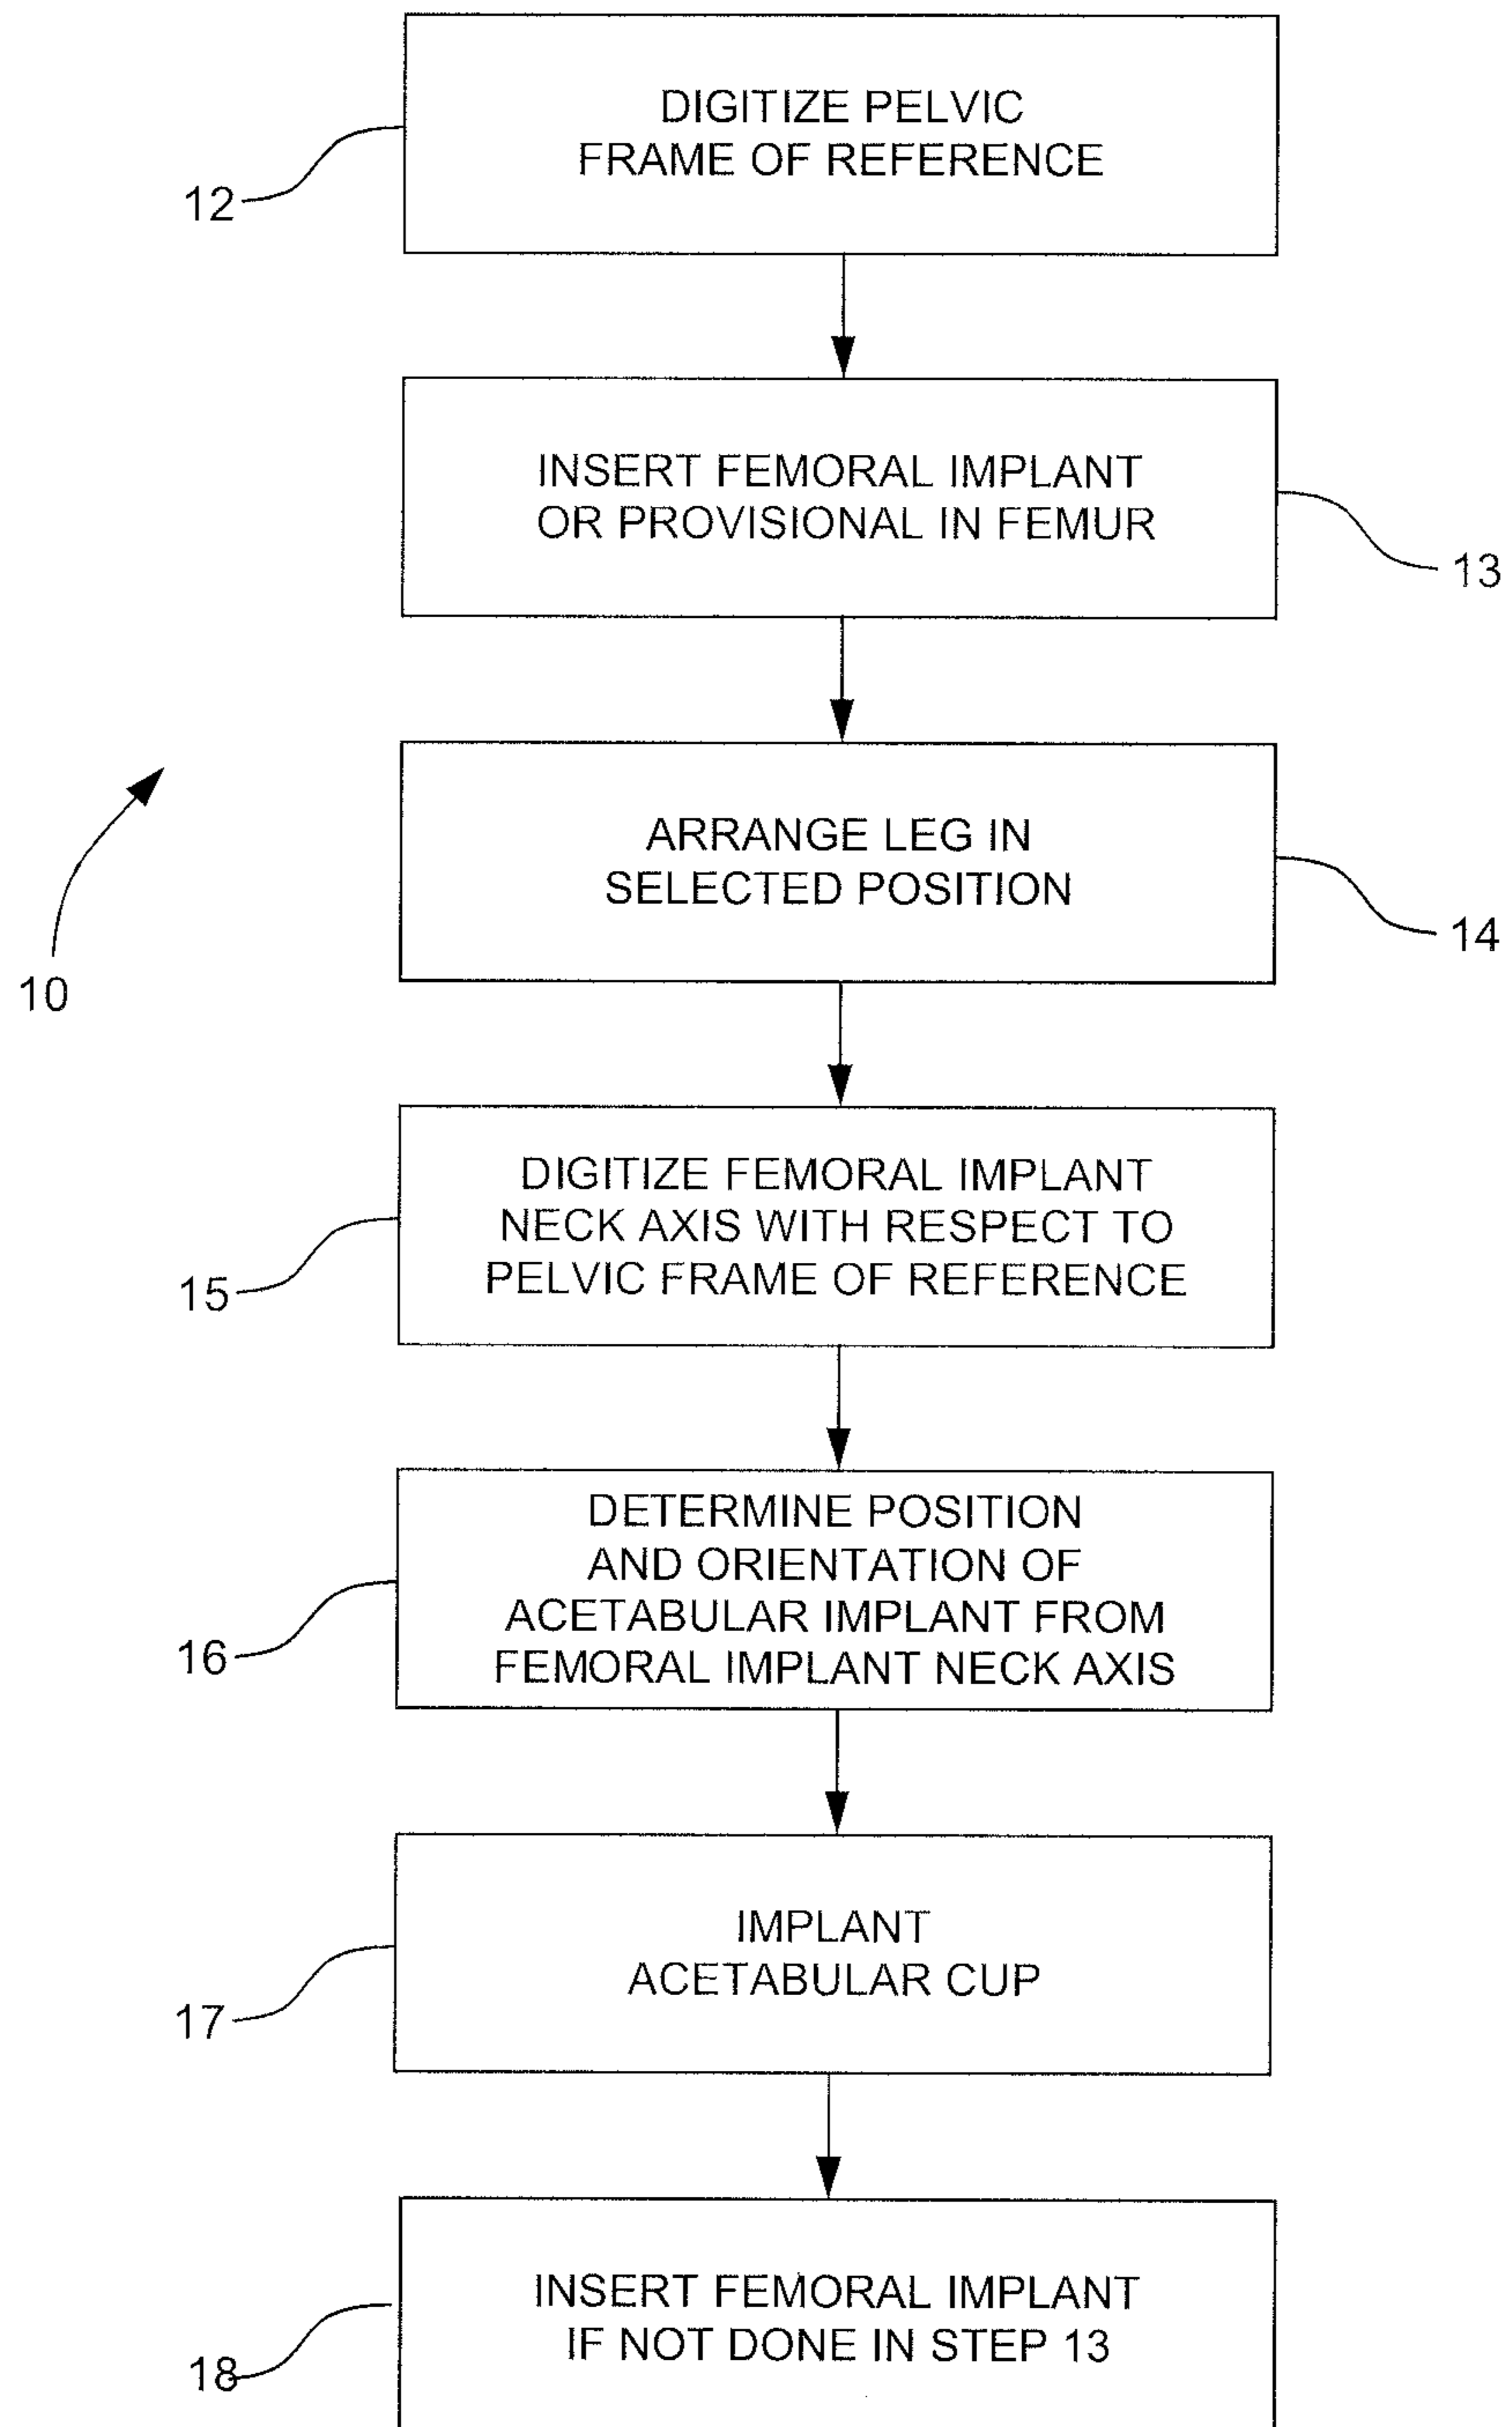 DIGITIZE PELVIC
FRAME OF REFERENCE
12
INSERT FEMORAL IMPLANT
OR PROVISIONAL IN FEMUR
13
ARRANGE LEG IN
SELECTED POSITION
14
10
DIGITIZE FEMORAL IMPLANT
NECK AXIS WITH RESPECT TO
PELVIC FRAME OF REFERENCE
15
DETERMINE POSITION
AND ORIENTATION OF
ACETABULAR IMPLANT FROM
FEMORAL IMPLANT NECK AXIS
16
IMPLANT
ACETABULAR CUP
17
INSERT FEMORAL IMPLANT
IF NOT DONE IN STEP 13
18